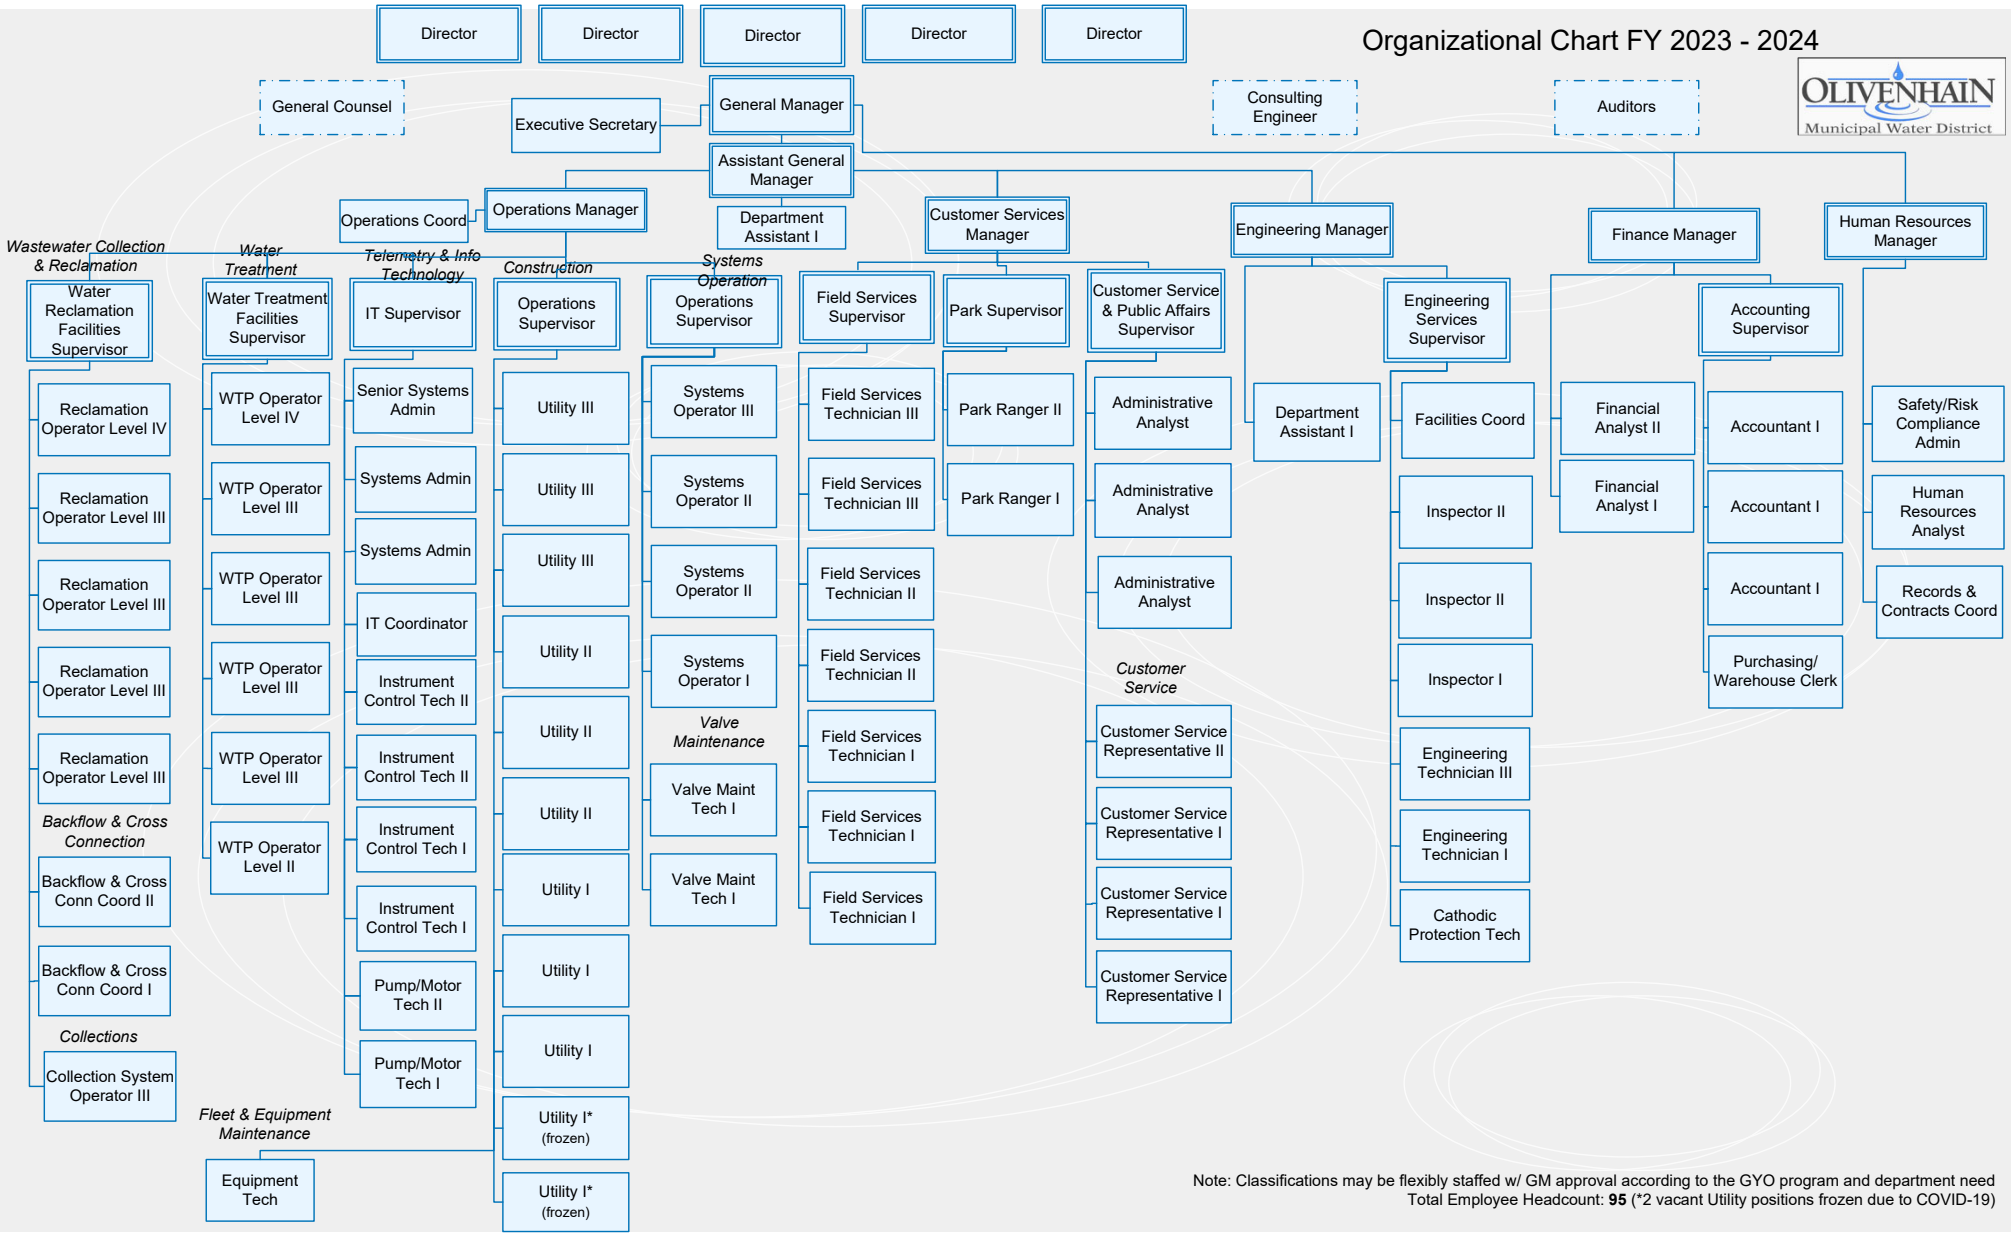 Director
Director
Director
Director
Director
Organizational Chart FY 2023 - 2024
OLIVENHAIN
Municipal Water District
General Counsel
Executive Secretary
General Manager
Consulting
Engineer
Auditors
Assistant General
Manager
Operations Coord
Operations Manager
Department
Assistant I
Customer Services
Manager
Engineering Manager
Finance Manager
Human Resources
Manager
Wastewater Collection
& Reclamation
Water
Treatment
Telemetry & Info
Technology
Construction
Systems
Operation
Water
Reclamation
Facilities
Supervisor
Water Treatment
Facilities
Supervisor
IT Supervisor
Operations
Supervisor
Operations
Supervisor
Field Services
Supervisor
Park Supervisor
Customer Service
& Public Affairs
Supervisor
Engineering
Services
Supervisor
Accounting
Supervisor
Reclamation
Operator Level IV
Reclamation
Operator Level III
Reclamation
Operator Level III
Reclamation
Operator Level III
Reclamation
Operator Level III
Backflow & Cross
Connection
Backflow & Cross
Conn Coord II
Backflow & Cross
Conn Coord I
Collections
Collection System
Operator III
WTP Operator
Level IV
WTP Operator
Level III
WTP Operator
Level III
WTP Operator
Level III
WTP Operator
Level III
WTP Operator
Level II
Fleet & Equipment
Maintenance
Equipment
Tech
Senior Systems
Admin
Systems Admin
Systems Admin
IT Coordinator
Instrument
Control Tech II
Instrument
Control Tech II
Instrument
Control Tech I
Instrument
Control Tech I
Pump/Motor
Tech II
Pump/Motor
Tech I
Utility III
Utility III
Utility III
Utility II
Utility II
Utility II
Utility I
Utility I
Utility I
Utility I*
(frozen)
Utility I*
(frozen)
Systems
Operator III
Systems
Operator II
Systems
Operator II
Systems
Operator I
Valve
Maintenance
Valve Maint
Tech I
Valve Maint
Tech I
Field Services
Technician III
Field Services
Technician III
Field Services
Technician II
Field Services
Technician II
Field Services
Technician I
Field Services
Technician I
Field Services
Technician I
Park Ranger II
Park Ranger I
Administrative
Analyst
Administrative
Analyst
Administrative
Analyst
Customer
Service
Customer Service
Representative II
Customer Service
Representative I
Customer Service
Representative I
Customer Service
Representative I
Department
Assistant I
Facilities Coord
Inspector II
Inspector II
Inspector I
Engineering
Technician III
Engineering
Technician I
Cathodic
Protection Tech
Financial
Analyst II
Financial
Analyst I
Accountant I
Accountant I
Accountant I
Purchasing/
Warehouse Clerk
Safety/Risk
Compliance
Admin
Human
Resources
Analyst
Records &
Contracts Coord
Note: Classifications may be flexibly staffed w/ GM approval according to the GYO program and department need
Total Employee Headcount: 95 (*2 vacant Utility positions frozen due to COVID-19)